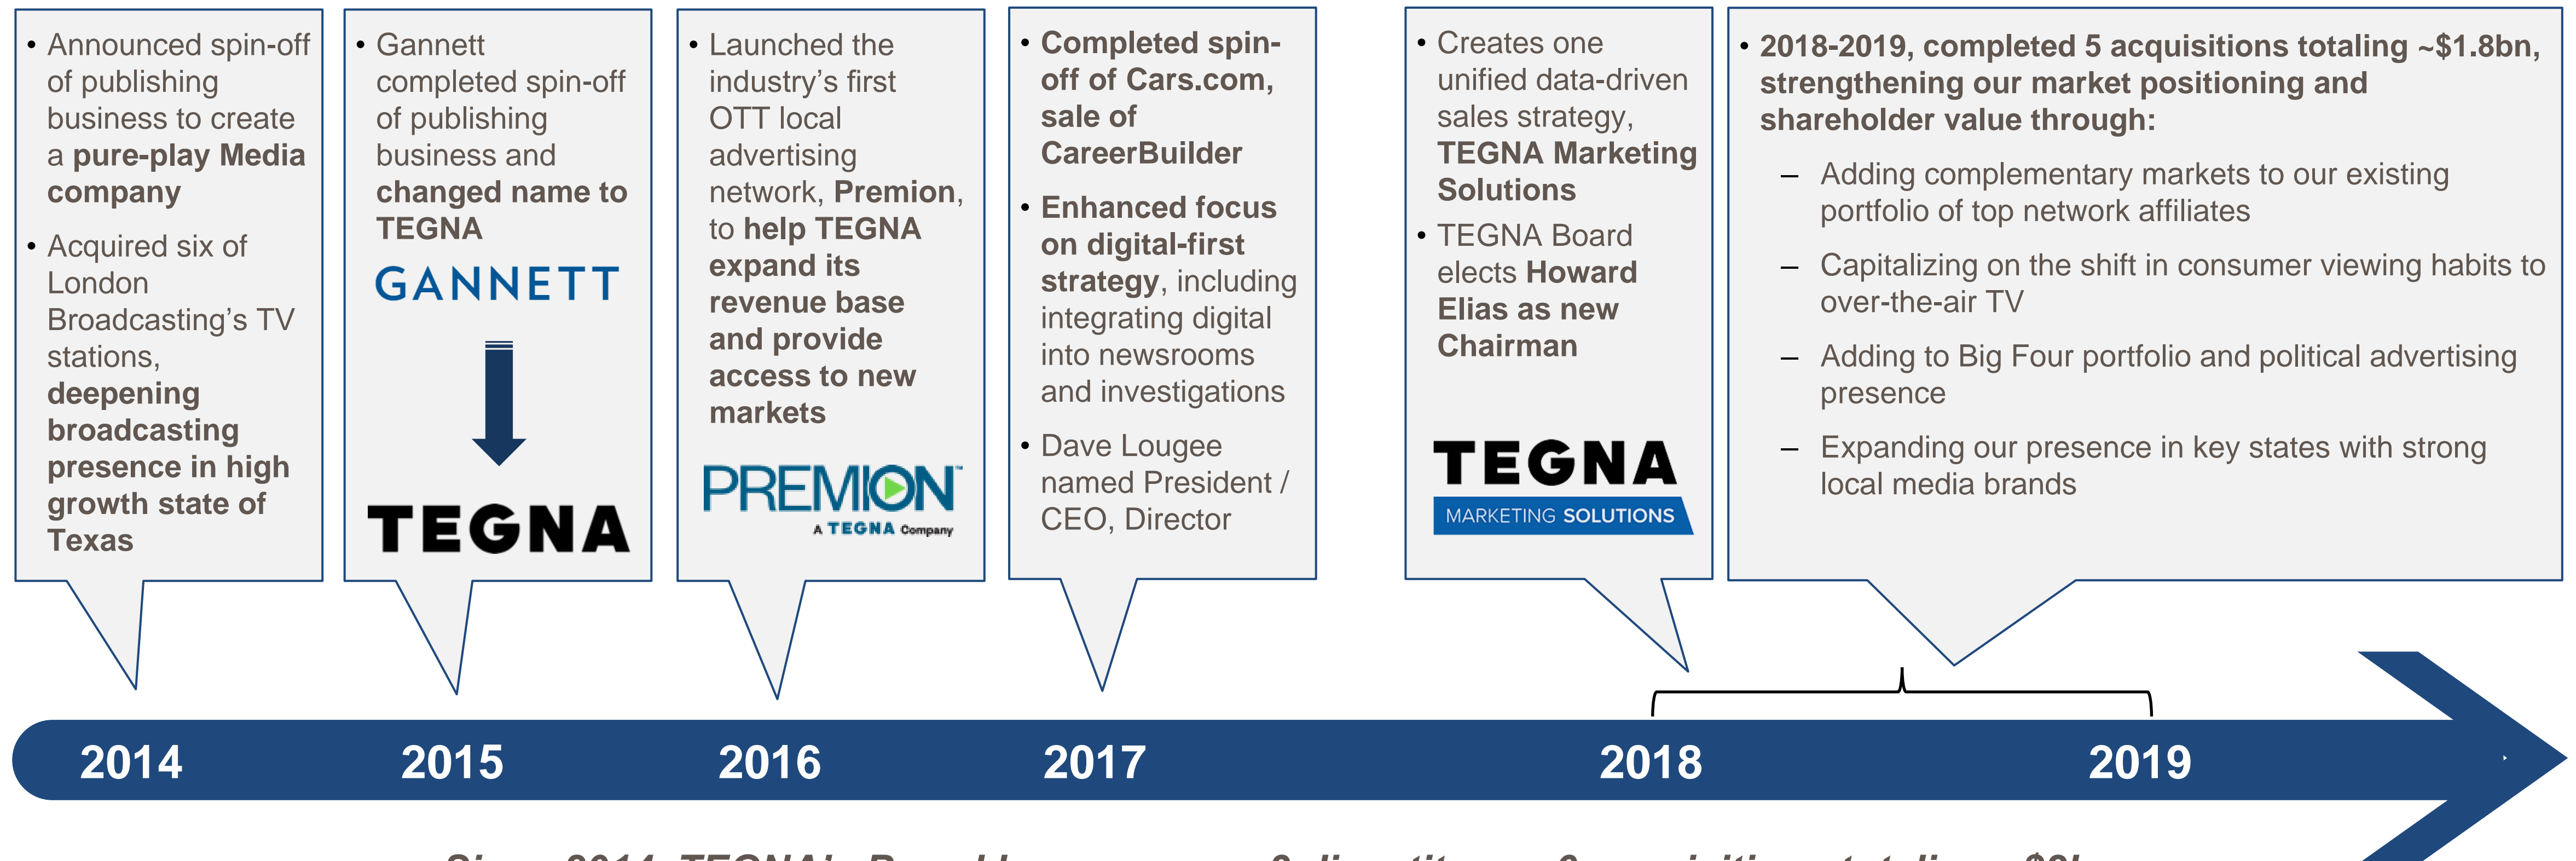 • Announced spin-off
of publishing
business to create
a pure-play Media
company
• Acquired six of
London
Broadcasting’s TV
stations,
deepening
broadcasting
presence in high
growth state of
Texas
• Gannett
completed spin-off
of publishing
business and
changed name to
TEGNA
GANNETT
TEGNA
• Launched the
industry’s first
OTT local
advertising
network, Premion,
to help TEGNA
expand its
revenue base
and provide
access to new
markets
PREMION™
A TEGNA Company
• Completed spin-
off of Cars.com,
sale of
CareerBuilder
• Enhanced focus
on digital-first
strategy, including
integrating digital
into newsrooms
and investigations
• Dave Lougee
named President /
CEO, Director
• Creates one
unified data-driven
sales strategy,
TEGNA Marketing
Solutions
• TEGNA Board
elects Howard
Elias as new
Chairman
TEGNA
MARKETING SOLUTIONS
• 2018-2019, completed 5 acquisitions totaling ~$1.8bn,
strengthening our market positioning and
shareholder value through:
– Adding complementary markets to our existing
portfolio of top network affiliates
– Capitalizing on the shift in consumer viewing habits to
over-the-air TV
– Adding to Big Four portfolio and political advertising
presence
– Expanding our presence in key states with strong
local media brands
2014 2015 2016 2017 2018 2019
Since 2014, TEGNA's Board